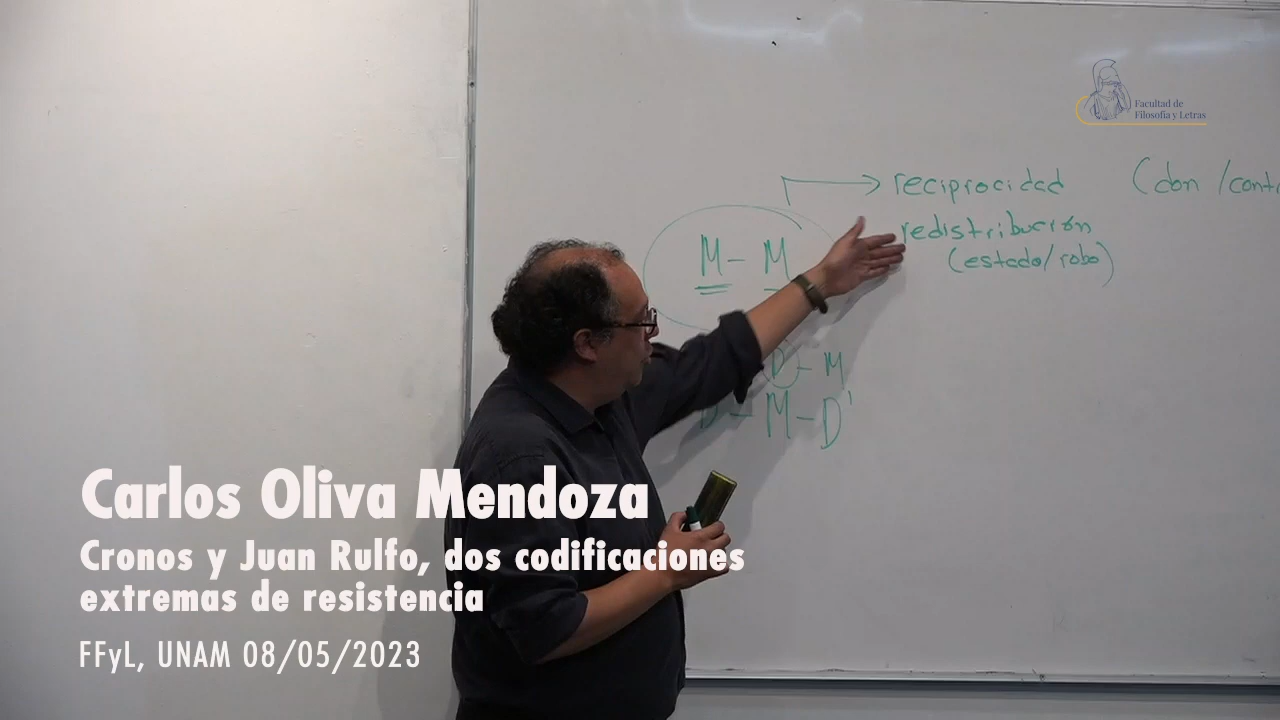 Facultad de
Filosofía y Letras
reciprocidad (don /contr
redistribución
(estado/robo)
M – M
D – M
D – M – D'
Carlos Oliva Mendoza
Cronos y Juan Rulfo, dos codificaciones
extremas de resistencia
FFyL, UNAM 08/05/2023